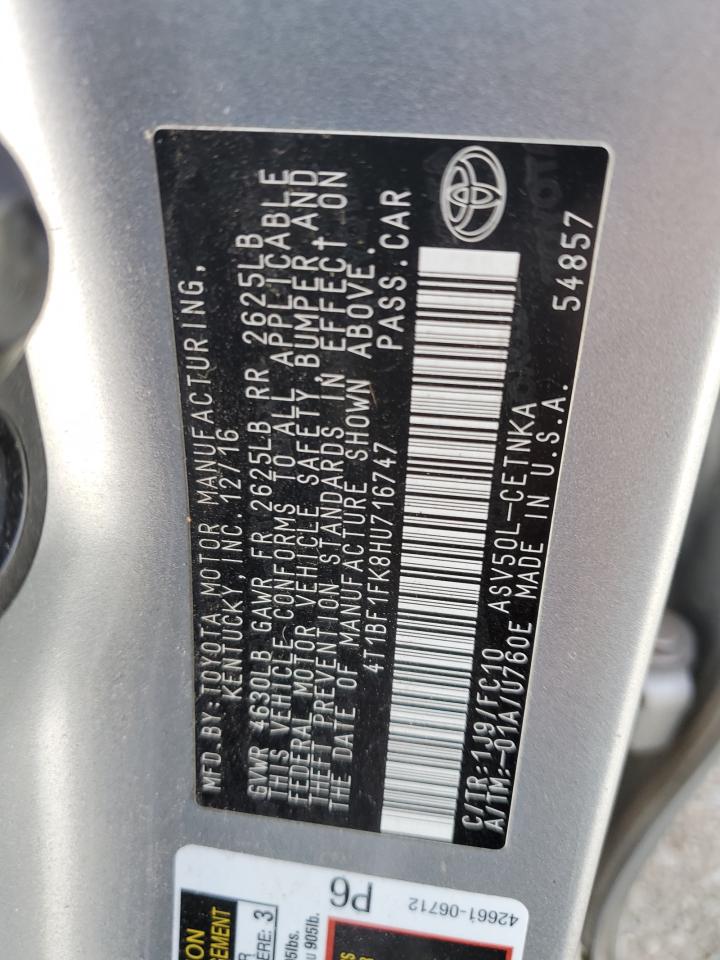 MFD.BY: TOYOTA MOTOR MANUFACTURING,
KENTUCKY, INC 12/16
GVWR 4630LB GAWR FR 2625LB RR 2625LB
THIS VEHICLE CONFORMS TO ALL APPLICABLE
FEDERAL MOTOR VEHICLE SAFETY, BUMPER, AND
THEFT PREVENTION STANDARDS IN EFFECT ON
THE DATE OF MANUFACTURE SHOWN ABOVE.
4T1BF1FK8HU716747 PASS.CAR
C/TR:1J9/FC10 ASV50L-CETNKA
A/TM:-01A/U760E MADE IN U.S.A.
54857
P6
42661-06712
3
905lb.